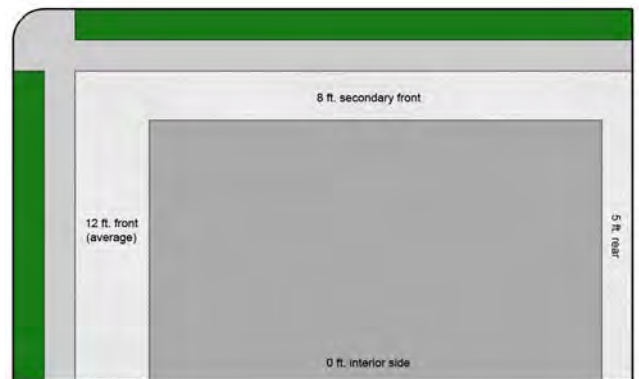 8 ft. secondary front
12 ft. front
(average)
5 ft. rear
0 ft. interior side